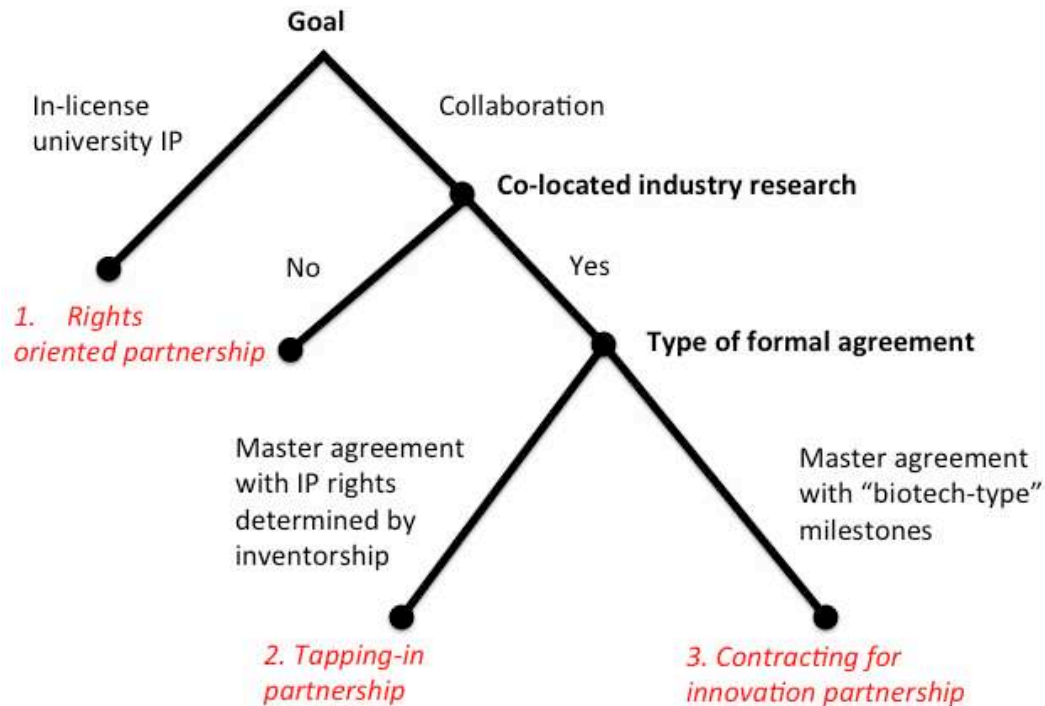 Goal
In-license
university IP
Collaboration
Co-located industry research
No
Yes
1. Rights
oriented partnership
Type of formal agreement
Master agreement
with IP rights
determined by
inventorship
Master agreement
with “biotech-type”
milestones
2. Tapping-in
partnership
3. Contracting for
innovation partnership